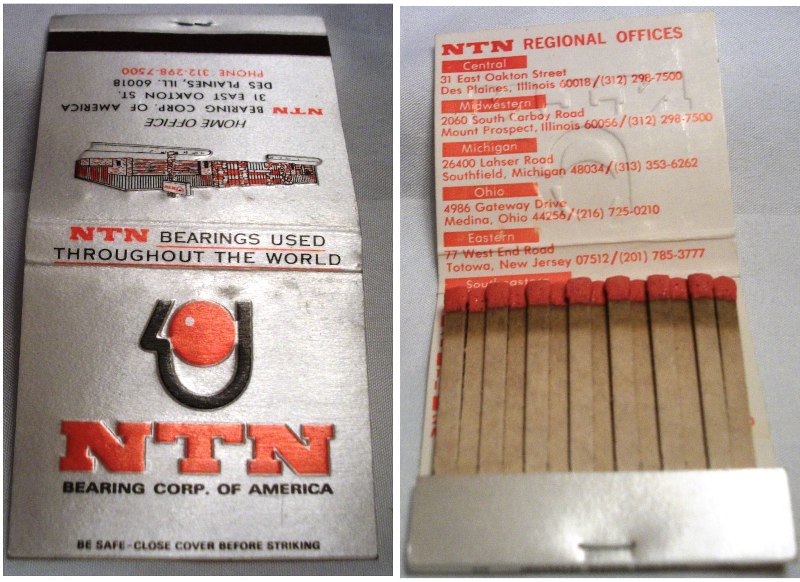 NTN BEARING CORP. OF AMERICA
31 EAST OAKTON ST.
DES PLAINES, ILL. 60018
PHONE 312-298-7500
HOME OFFICE
NTN BEARINGS USED
THROUGHOUT THE WORLD
NTN
BEARING CORP. OF AMERICA
BE SAFE-CLOSE COVER BEFORE STRIKING
NTN REGIONAL OFFICES
Central
31 East Oakton Street
Des Plaines, Illinois 60018/(312) 298-7500
Midwestern
2060 South Carboy Road
Mount Prospect, Illinois 60056/(312) 298-7500
Michigan
26400 Lahser Road
Southfield, Michigan 48034/(313) 353-6262
Ohio
4986 Gateway Drive
Medina, Ohio 44256/(216) 725-0210
Eastern
77 West End Road
Totowa, New Jersey 07512/(201) 785-3777
Southeastern